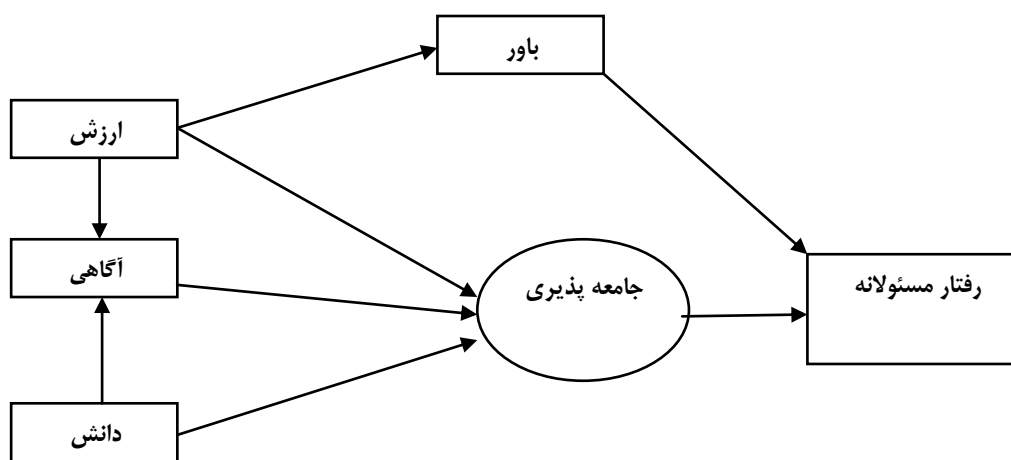 باور
ارزش
آگاهی
جامعه پذیری
رفتار مسئولانه
دانش